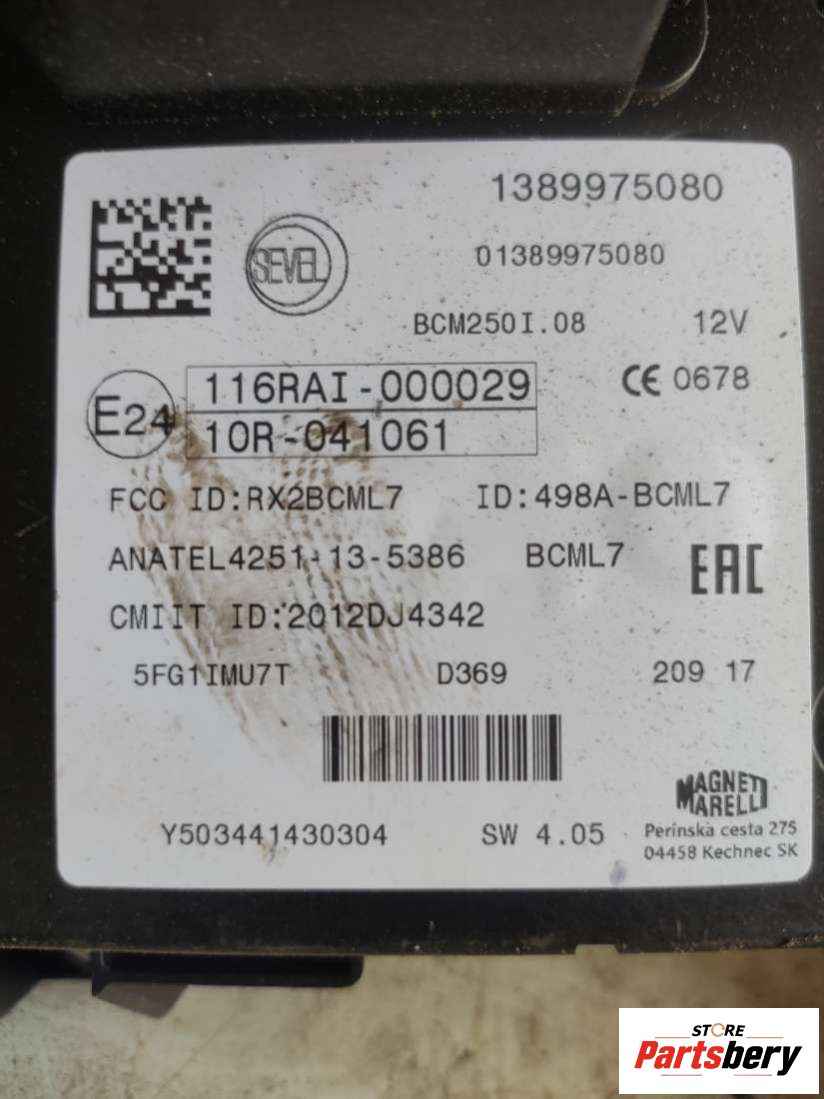 1389975080
SEVEL
01389975080
BCM250I.08 12V
E24
116RAI-000029
10R-041061
CE 0678
FCC ID:RX2BCML7 ID:498A-BCML7
ANATEL4251-13-5386 BCML7 EAC
CMIIT ID:2012DJ4342
5FG1IMU7T D369 209 17
MAGNETI
MARELLI
Y503441430304 SW 4.05
Perinska cesta 275
04458 Kechnec SK
STORE
Partsbery